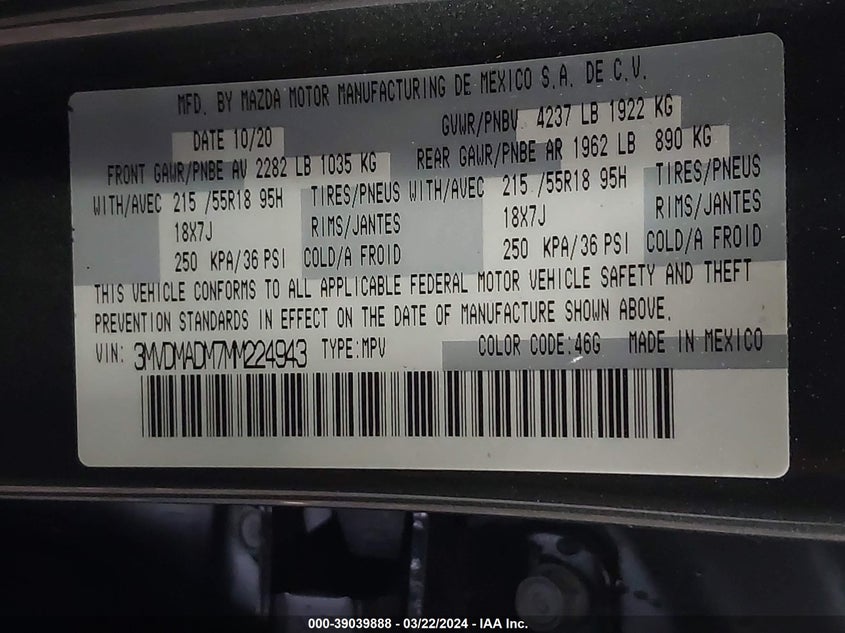 MFD. BY MAZDA MOTOR MANUFACTURING DE MEXICO S.A. DE C.V.
DATE 10/20 GVWR/PNBV 4237 LB 1922 KG
FRONT GAWR/PNBE AV 2282 LB 1035 KG REAR GAWR/PNBE AR 1962 LB 890 KG
WITH/AVEC 215 /55R18 95H TIRES/PNEUS WITH/AVEC 215 /55R18 95H TIRES/PNEUS
18X7J RIMS/JANTES 18X7J RIMS/JANTES
250 KPA/36 PSI COLD/A FROID 250 KPA/36 PSI COLD/A FROID
THIS VEHICLE CONFORMS TO ALL APPLICABLE FEDERAL MOTOR VEHICLE SAFETY AND THEFT
PREVENTION STANDARDS IN EFFECT ON THE DATE OF MANUFACTURE SHOWN ABOVE.
VIN: 3MVDMADM7MM224943 TYPE:MPV COLOR CODE:46G MADE IN MEXICO
000-39039888 - 03/22/2024 - IAA Inc.